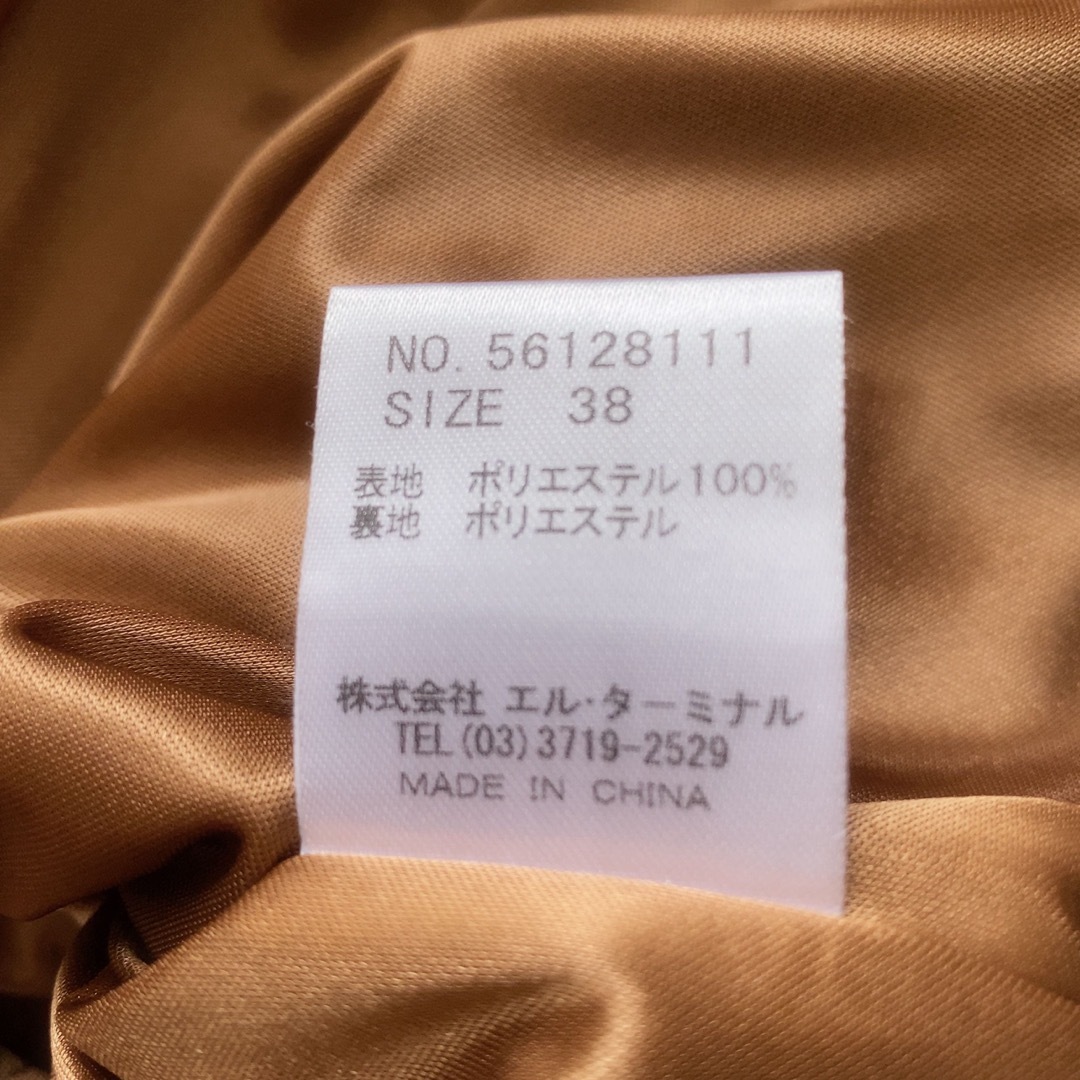 NO. 56128111
SIZE 38
表地 ポリエステル100%
裏地 ポリエステル
株式会社 エル・ターミナル
TEL(03)3719-2529
MADE IN CHINA